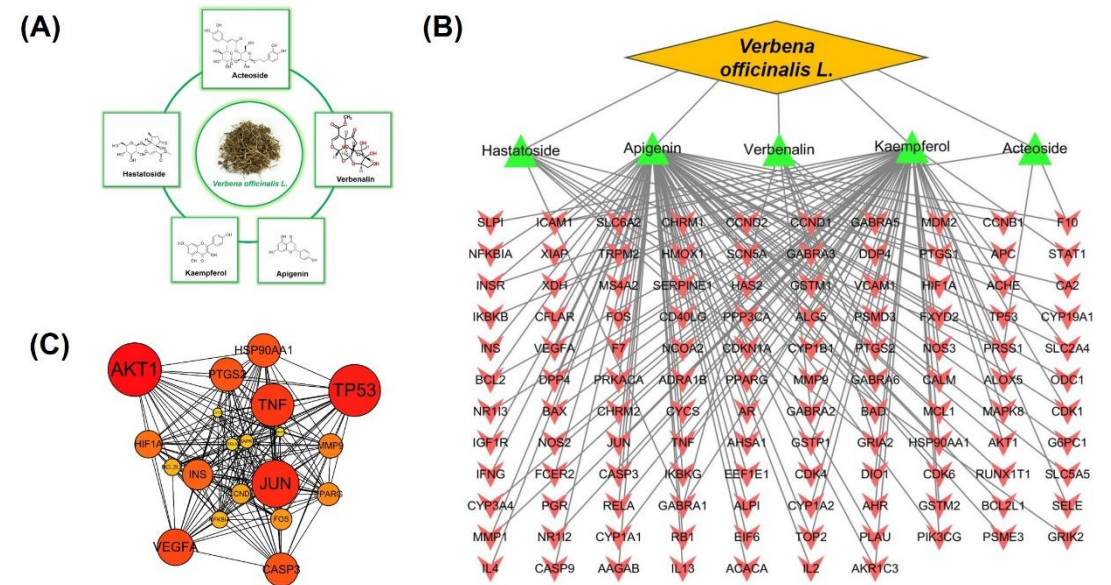 (A)
Acteoside
Hastatoside
Verbenalin
Verbena officinalis L.
Kaempferol
Apigenin
(B)
Verbena
officinalis L.
Hastatoside Apigenin Verbenalin Kaempferol Acteoside
SLPI ICAM1 SLC6A2 CHRM1 CCND2 CCND1 GABRA5 MDM2 CCNB1 F10
NFKBIA XIAP TRPM2 HMOX1 SCN5A GABRA3 DDP4 PTGS1 APC STAT1
INSR XDH MS4A2 SERPINE1 HAS2 GSTM1 VCAM1 HIF1A ACHE CA2
IKBKB CFLAR FOS CD40LG PPP3CA ALG5 PSMD3 FXYD2 TP53 CYP19A1
INS VEGFA F7 NCOA2 CDKN1A CYP1B1 PTGS2 NOS3 PRSS1 SLC2A4
BCL2 DPP4 PRKACA ADRA1B PPARG MMP9 GABRA6 CALM ALOX5 ODC1
NR1I3 BAX CHRM2 CYCS AR GABRA2 BAD MCL1 MAPK8 CDK1
IGF1R NOS2 JUN TNF AHSA1 GSTP1 GRIA2 HSP90AA1 AKT1 G6PC1
IFNG FCER2 CASP3 IKBKG EEF1E1 CDK4 DIO1 CDK6 RUNX1T1 SLC5A5
CYP3A4 PGR RELA GABRA1 ALPI CYP1A2 AHR GSTM2 BCL2L1 SELE
MMP1 NR1I2 CYP1A1 RB1 EIF6 TOP2 PLAU PIK3CG PSME3 GRIK2
IL4 CASP9 AAGAB IL13 ACACA IL2 AKR1C3
(C)
HSP90AA1
AKT1
PTGS2
TP53
TNF
HIF1A
MMP9
INS
JUN
PPARG
FOS
VEGFA
CASP3